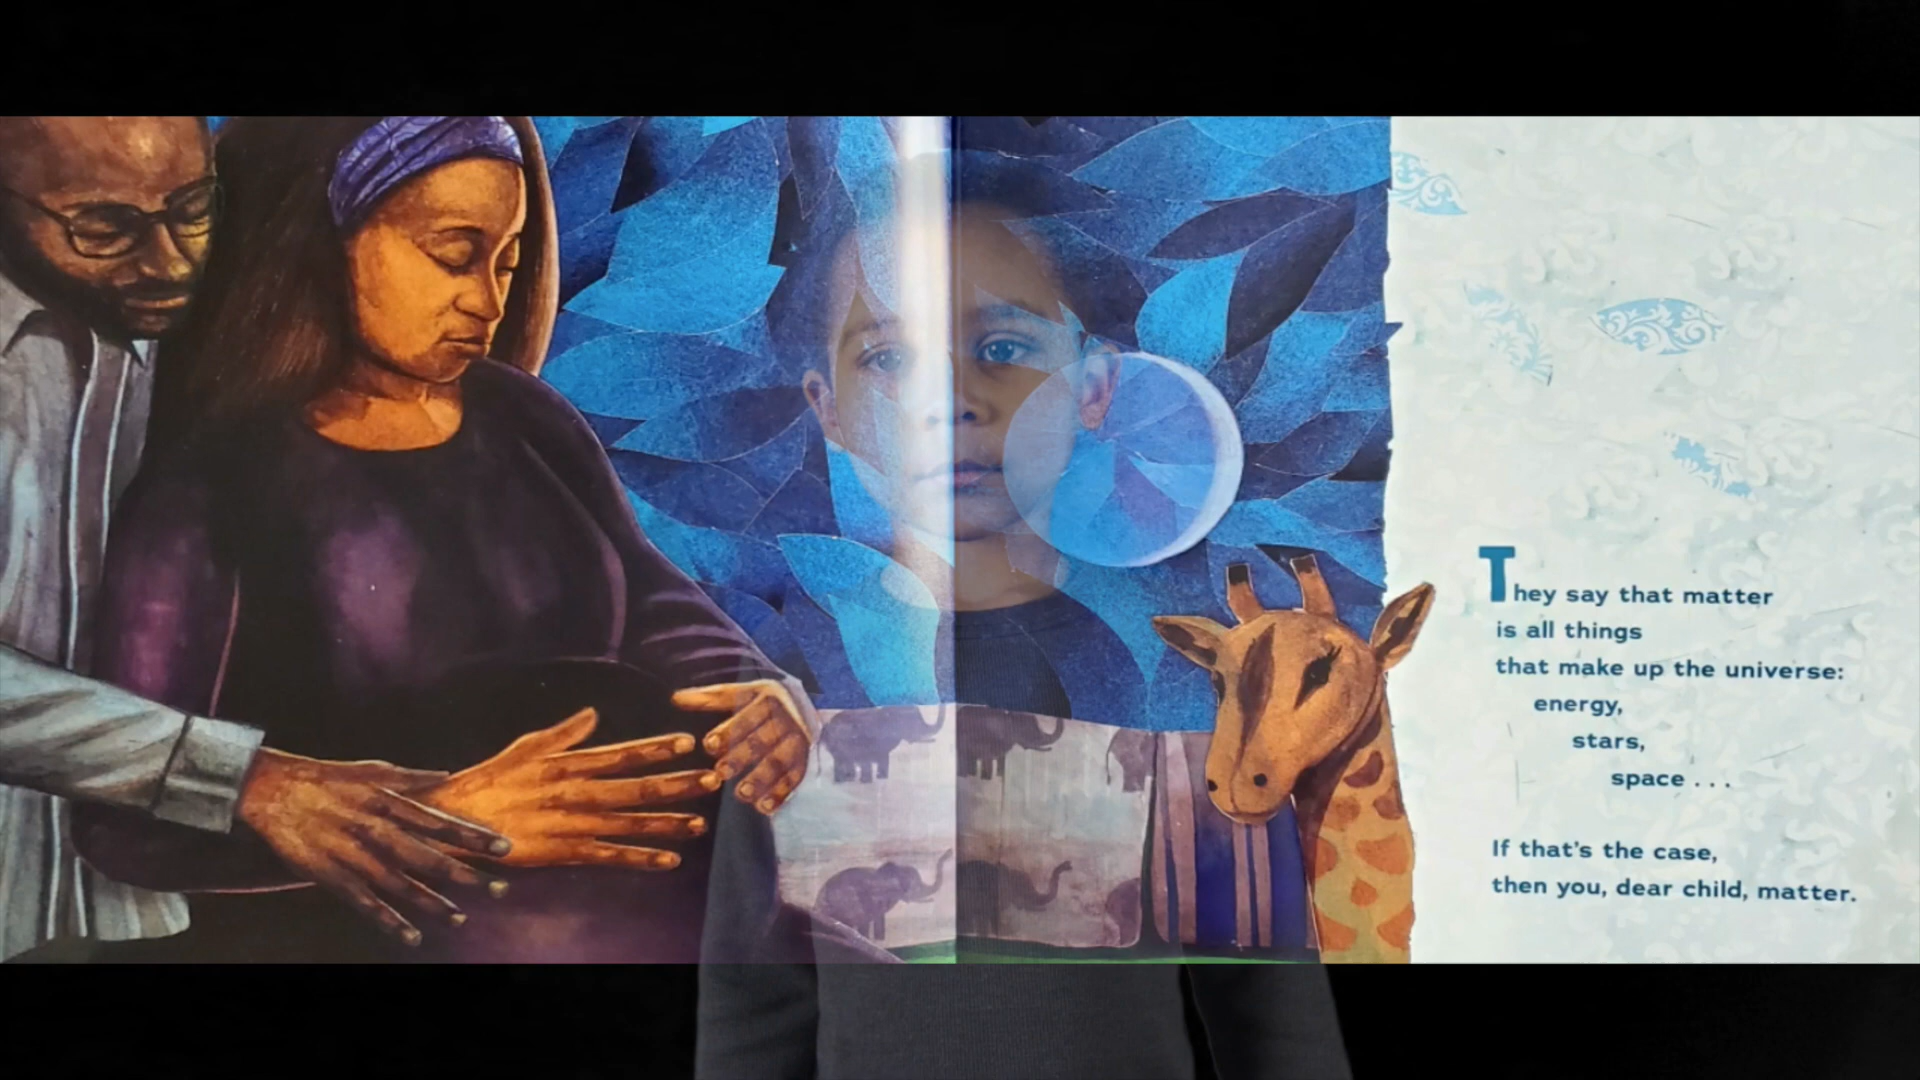 They say that matter
is all things
that make up the universe:
energy,
stars,
space . . .
If that's the case,
then you, dear child, matter.